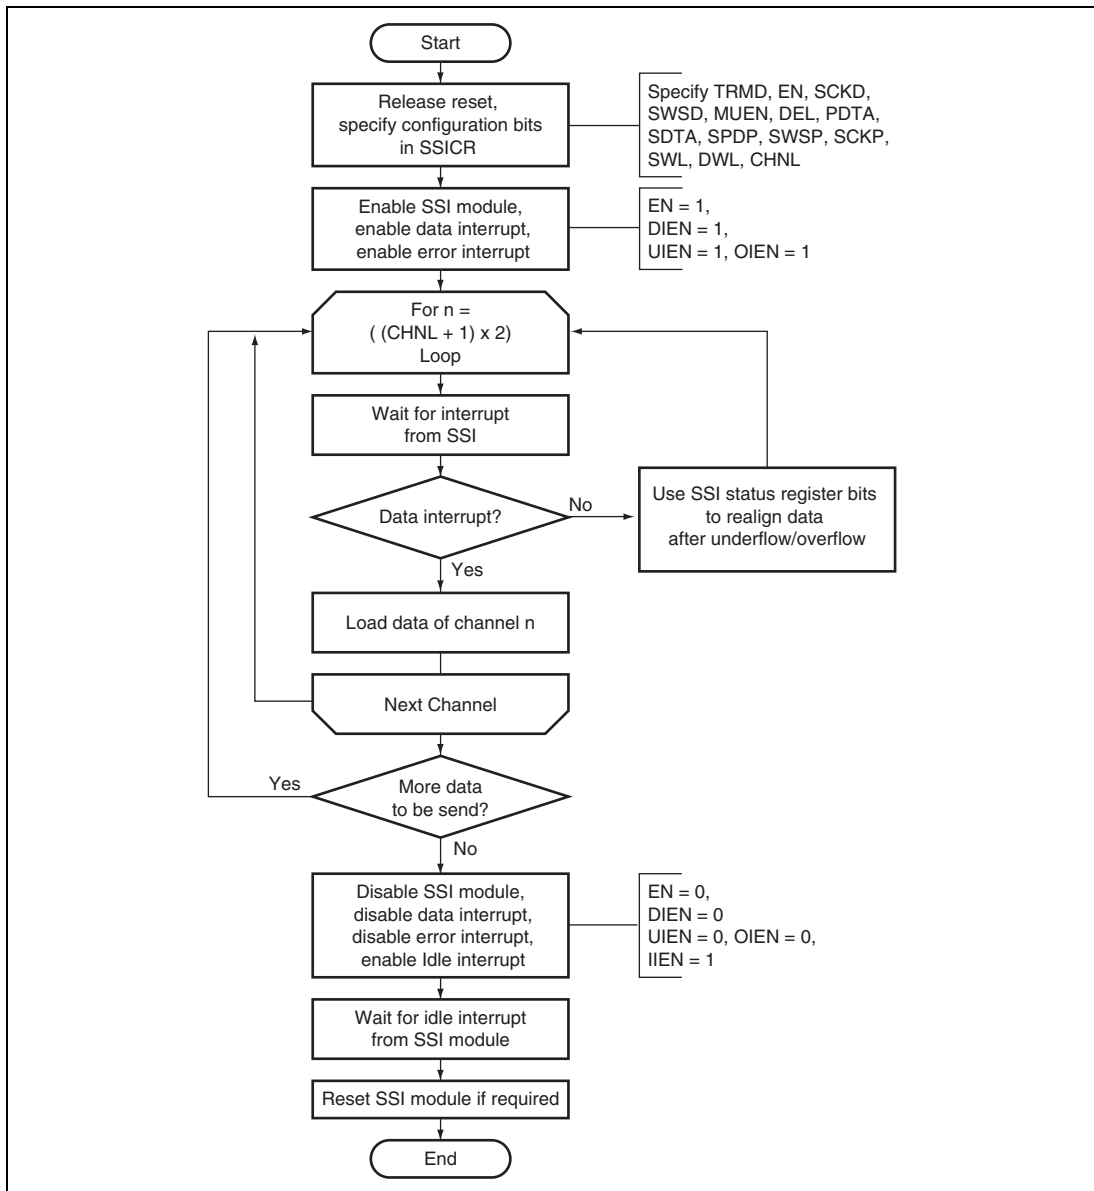 Start
Release reset,
specify configuration bits
in SSICR
Specify TRMD, EN, SCKD,
SWSD, MUEN, DEL, PDTA,
SDTA, SPDP, SWSP, SCKP,
SWL, DWL, CHNL
Enable SSI module,
enable data interrupt,
enable error interrupt
EN = 1,
DIEN = 1,
UIEN = 1, OIEN = 1
For n =
( (CHNL + 1) x 2)
Loop
Wait for interrupt
from SSI
Data interrupt?
No
Use SSI status register bits
to realign data
after underflow/overflow
Yes
Load data of channel n
Next Channel
Yes
More data
to be send?
No
Disable SSI module,
disable data interrupt,
disable error interrupt,
enable Idle interrupt
EN = 0,
DIEN = 0
UIEN = 0, OIEN = 0,
IIEN = 1
Wait for idle interrupt
from SSI module
Reset SSI module if required
End